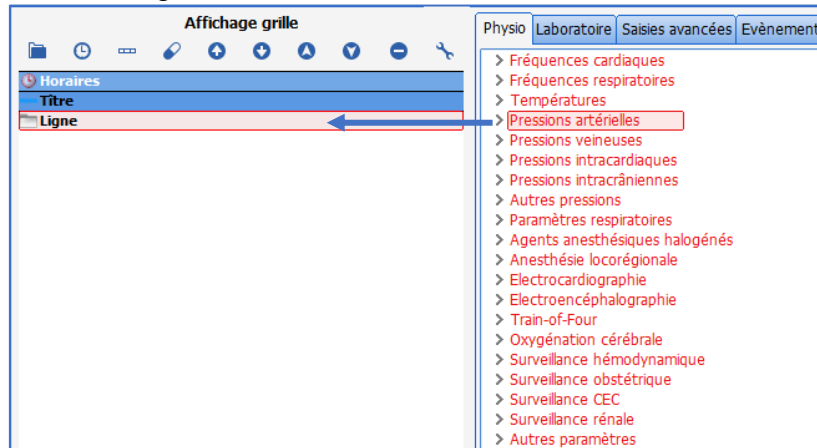 Affichage grille
Horaires
Tître
Ligne
Physio Laboratoire Saisies avancées Evènement
Fréquences cardiaques
Fréquences respiratoires
Températures
Pressions artérielles
Pressions veineuses
Pressions intracardiaques
Pressions intracrâniennes
Autres pressions
Paramètres respiratoires
Agents anesthésiques halogénés
Anesthésie locorégionale
Electrocardiographie
Electroencéphalographie
Train-of-Four
Oxygénation cérébrale
Surveillance hémodynamique
Surveillance obstétrique
Surveillance CEC
Surveillance rénale
Autres paramètres